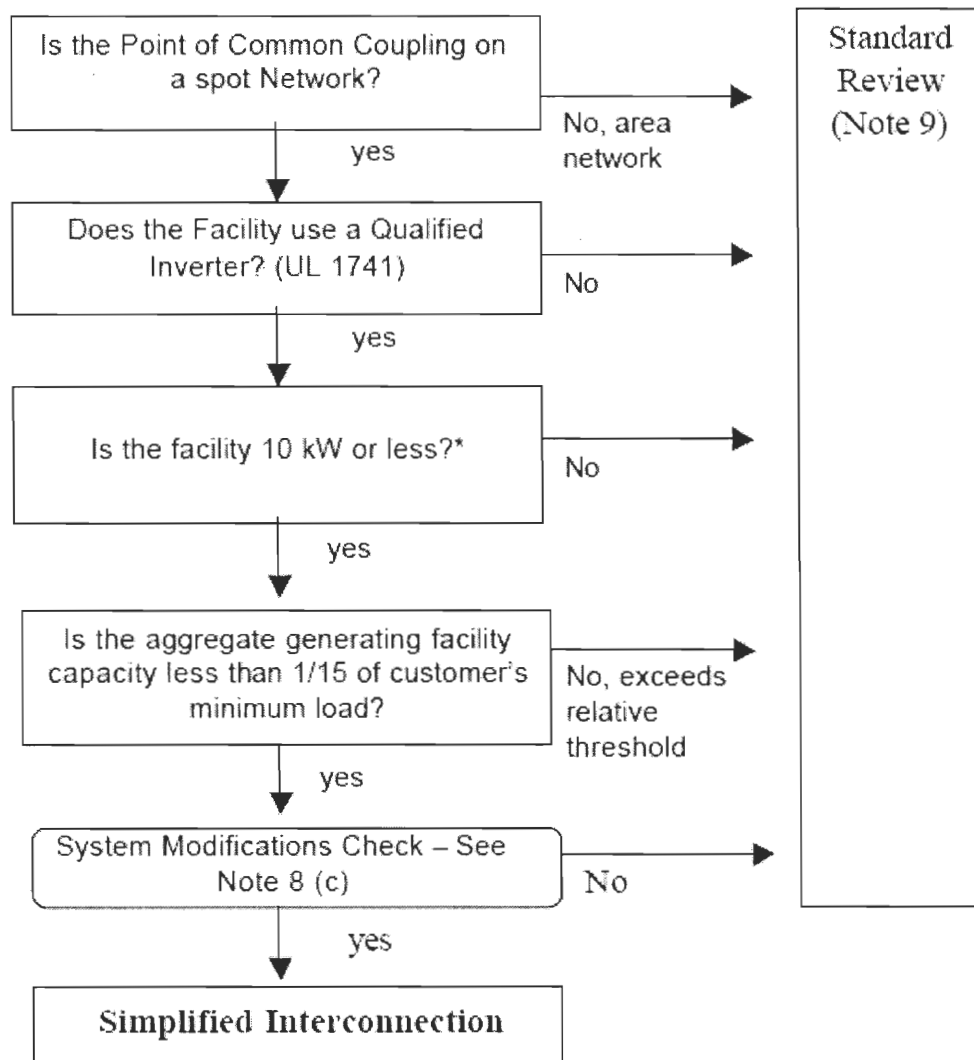 Is the Point of Common Coupling on
a spot Network?
Standard
Review
(Note 9)
No, area
network
yes
Does the Facility use a Qualified
Inverter? (UL 1741)
No
yes
Is the facility 10 kW or less?*
No
yes
Is the aggregate generating facility
capacity less than 1/15 of customer's
minimum load?
No, exceeds
relative
threshold
yes
System Modifications Check – See
Note 8 (c)
No
yes
Simplified Interconnection